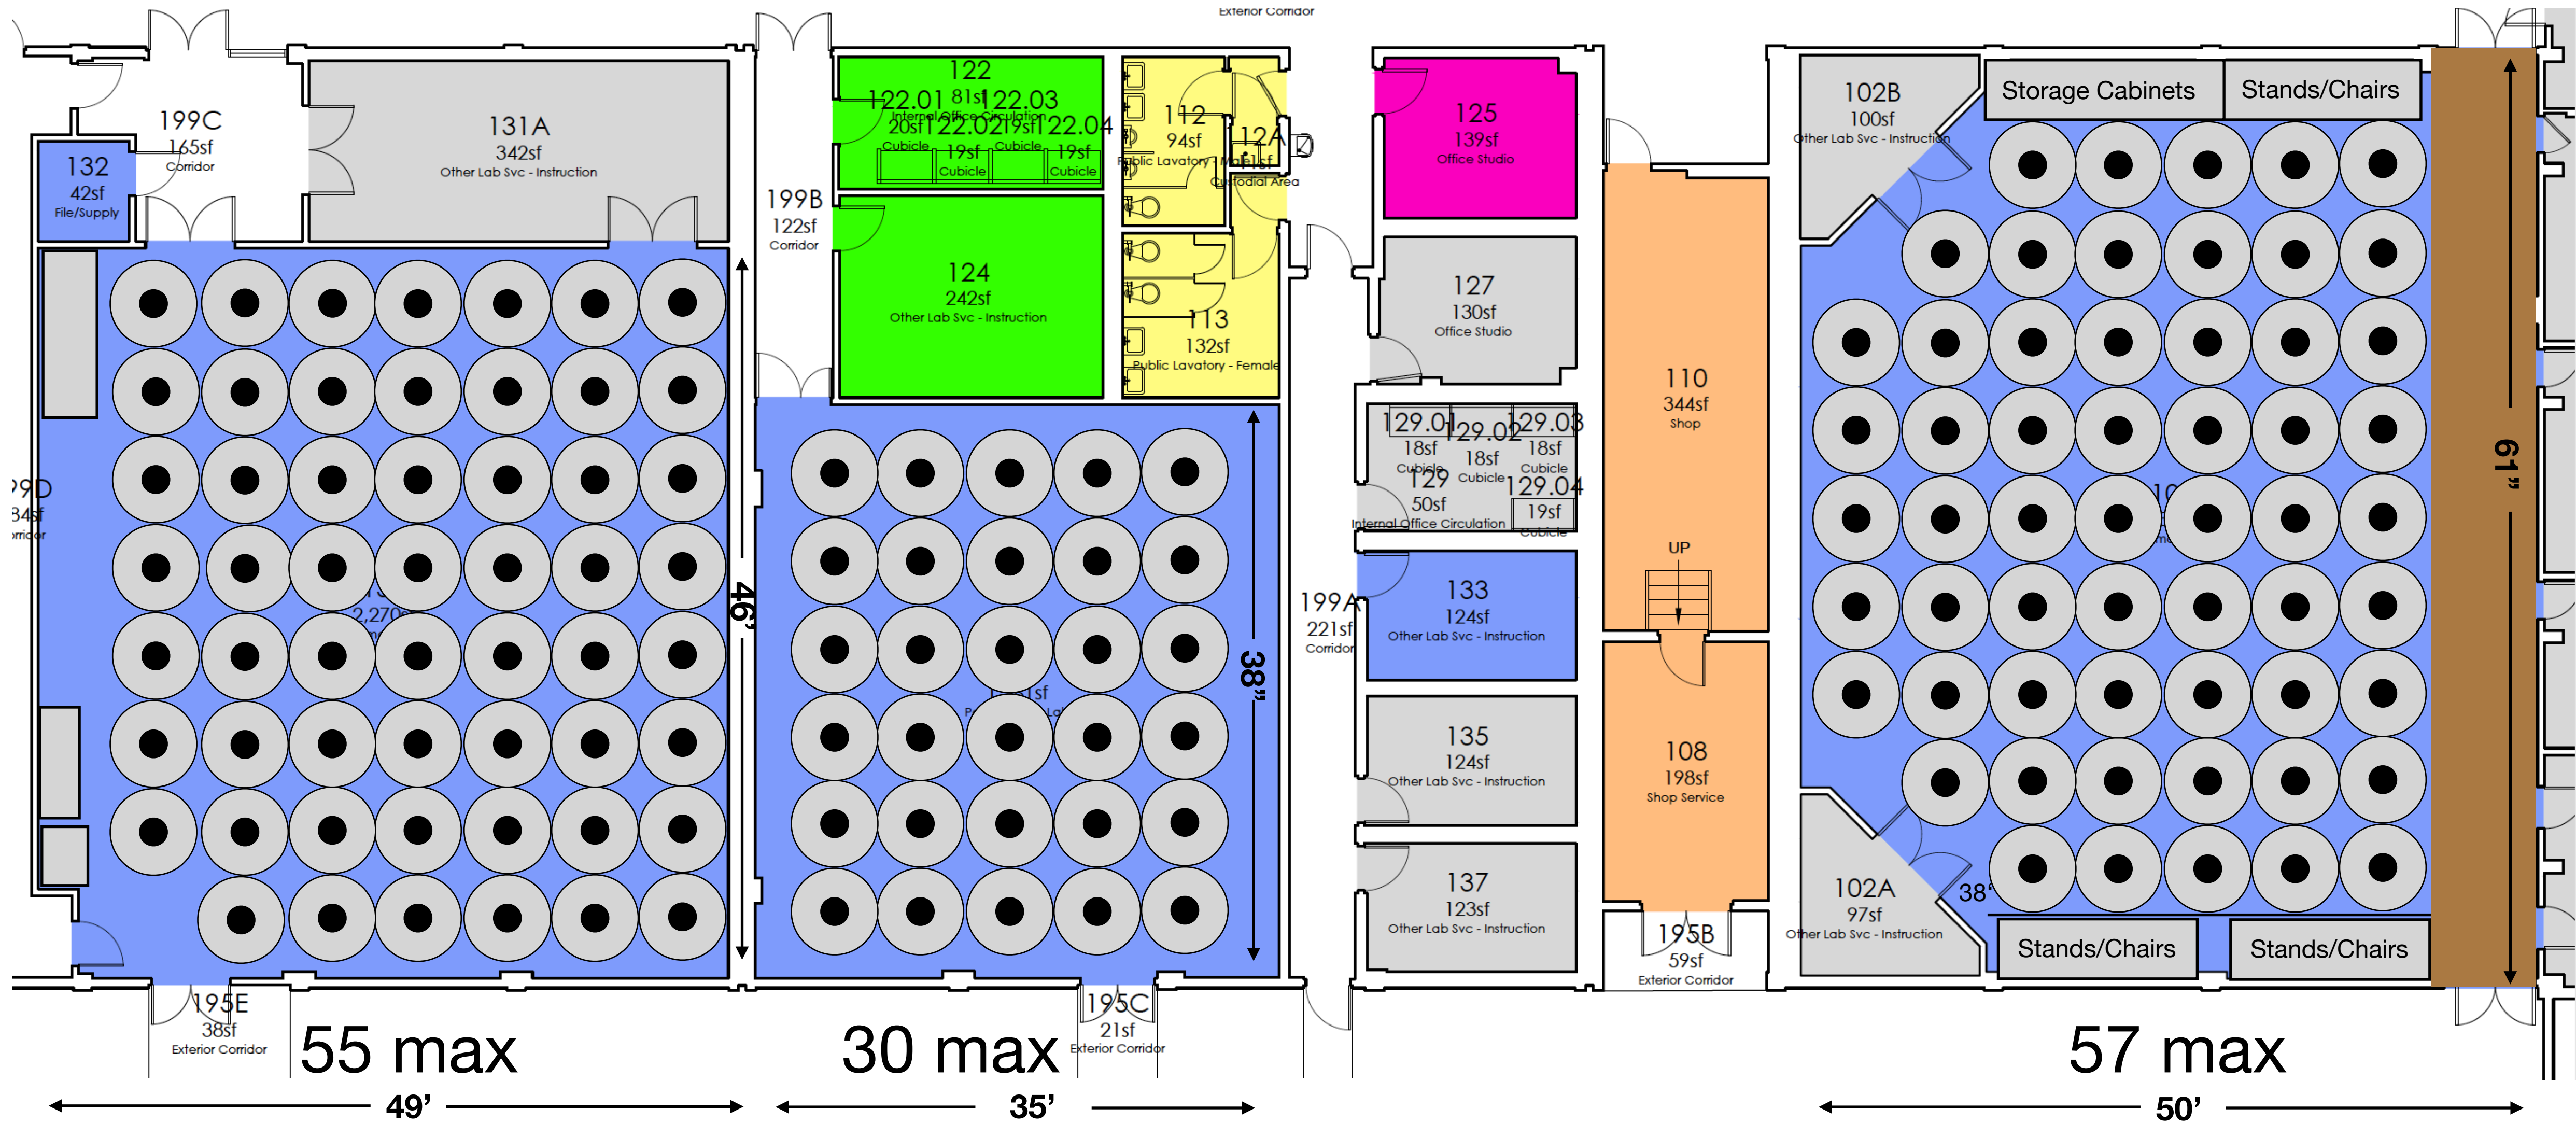 Exterior Corridor
199C
165sf
Corridor
131A
342sf
Other Lab Svc - Instruction
132
42sf
File/Supply
199B
122sf
Corridor
122
81sf
Internal Office Circulation
122.01
20sf
Cubicle
122.02
19sf
Cubicle
122.03
19sf
Cubicle
122.04
19sf
Cubicle
124
242sf
Other Lab Svc - Instruction
112
94sf
Public Lavatory - Male
112A
Custodial Area
113
132sf
Public Lavatory - Female
125
139sf
Office Studio
127
130sf
Office Studio
129.01
18sf
Cubicle
129.02
18sf
Cubicle
129.03
18sf
Cubicle
129
50sf
Internal Office Circulation
129.04
19sf
Cubicle
133
124sf
Other Lab Svc - Instruction
135
124sf
Other Lab Svc - Instruction
137
123sf
Other Lab Svc - Instruction
199A
221sf
Corridor
110
344sf
Shop
UP
108
198sf
Shop Service
195B
59sf
Exterior Corridor
102B
100sf
Other Lab Svc - Instruction
Storage Cabinets
Stands/Chairs
102A
97sf
Other Lab Svc - Instruction
38'
Stands/Chairs
Stands/Chairs
61”
46’
38”
2,270
195E
38sf
Exterior Corridor
195C
21sf
Exterior Corridor
55 max
30 max
57 max
49’
35’
50’